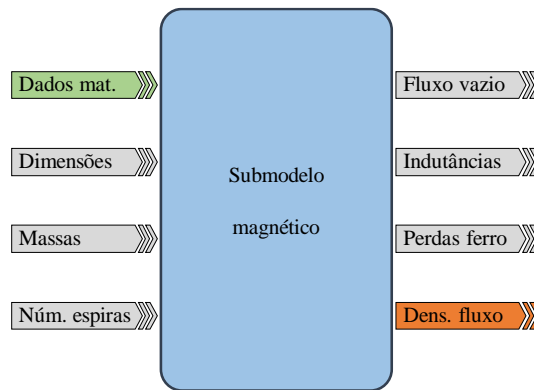 Dados mat.
Dimensões
Massas
Núm. espiras
Submodelo
magnético
Fluxo vazio
Indutâncias
Perdas ferro
Dens. fluxo